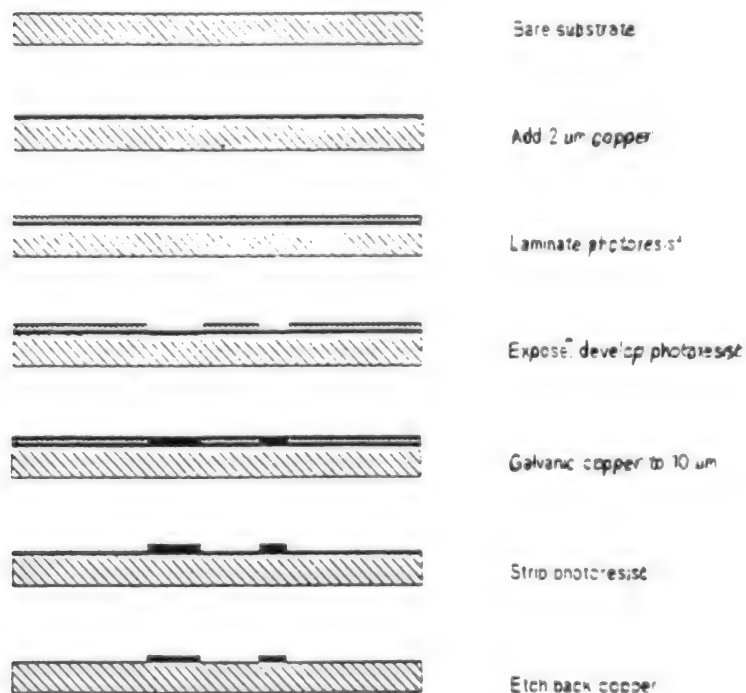 Bare substrate
Add 2 um copper
Laminate photoresist
Expose develop photoresist
Galvanic copper to 10 um
Strip photoresist
Etch back copper